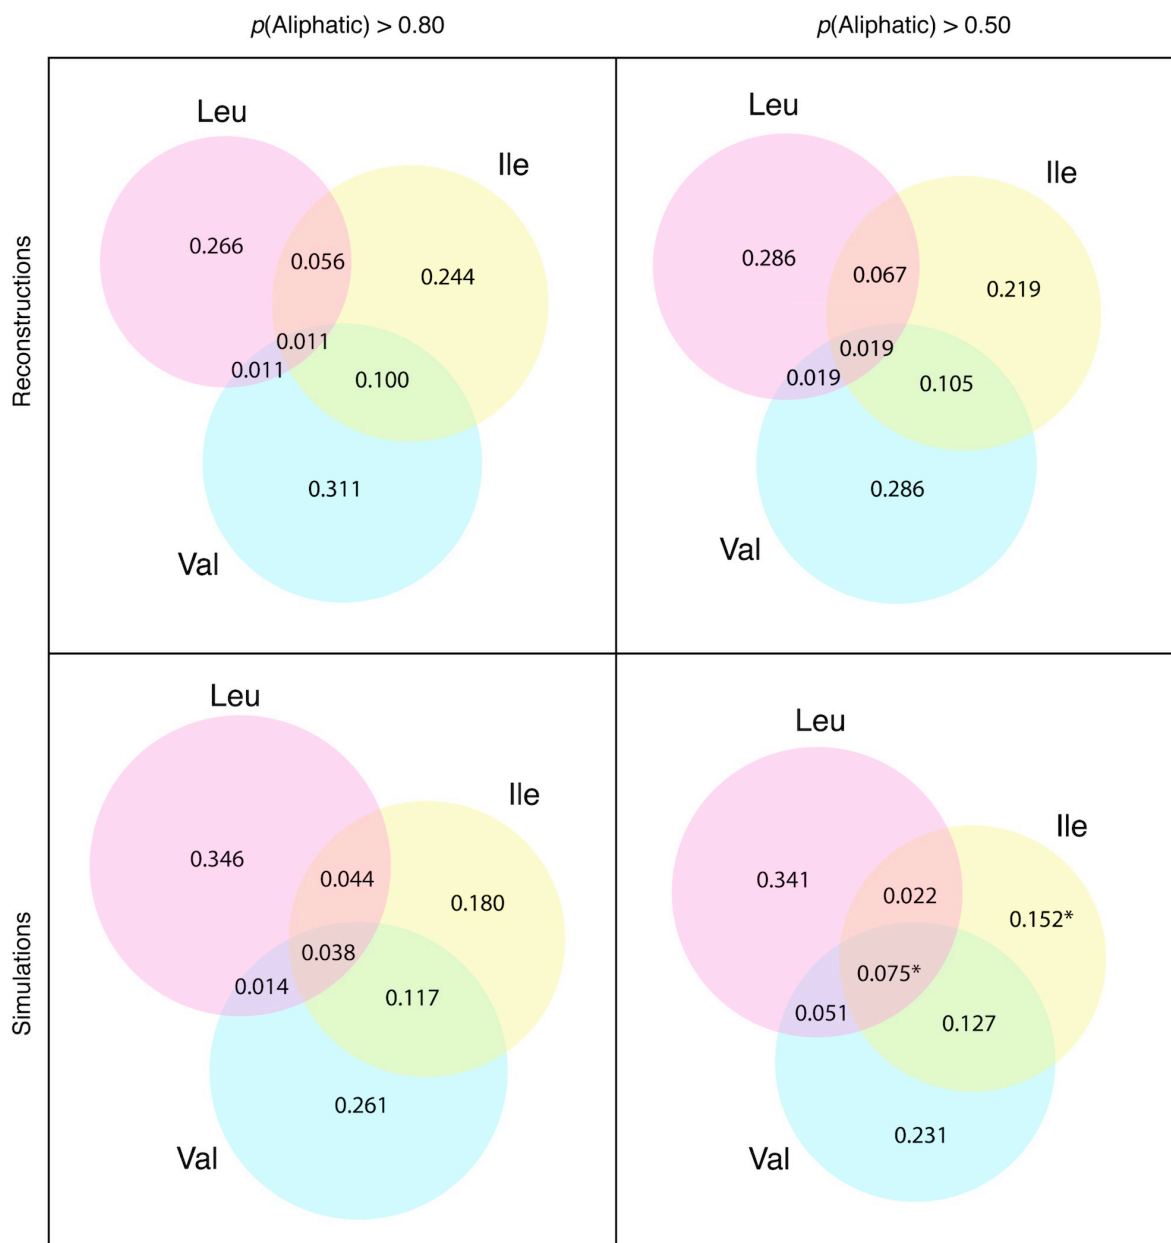 p(Aliphatic) > 0.80
p(Aliphatic) > 0.50
Reconstructions
Leu
Ile
0.266
0.056
0.244
0.011
0.011
0.100
0.311
Val
Leu
Ile
0.286
0.067
0.219
0.019
0.019
0.105
0.286
Val
Simulations
Leu
Ile
0.346
0.044
0.180
0.038
0.014
0.117
0.261
Val
Leu
Ile
0.341
0.022
0.152*
0.075*
0.051
0.127
0.231
Val